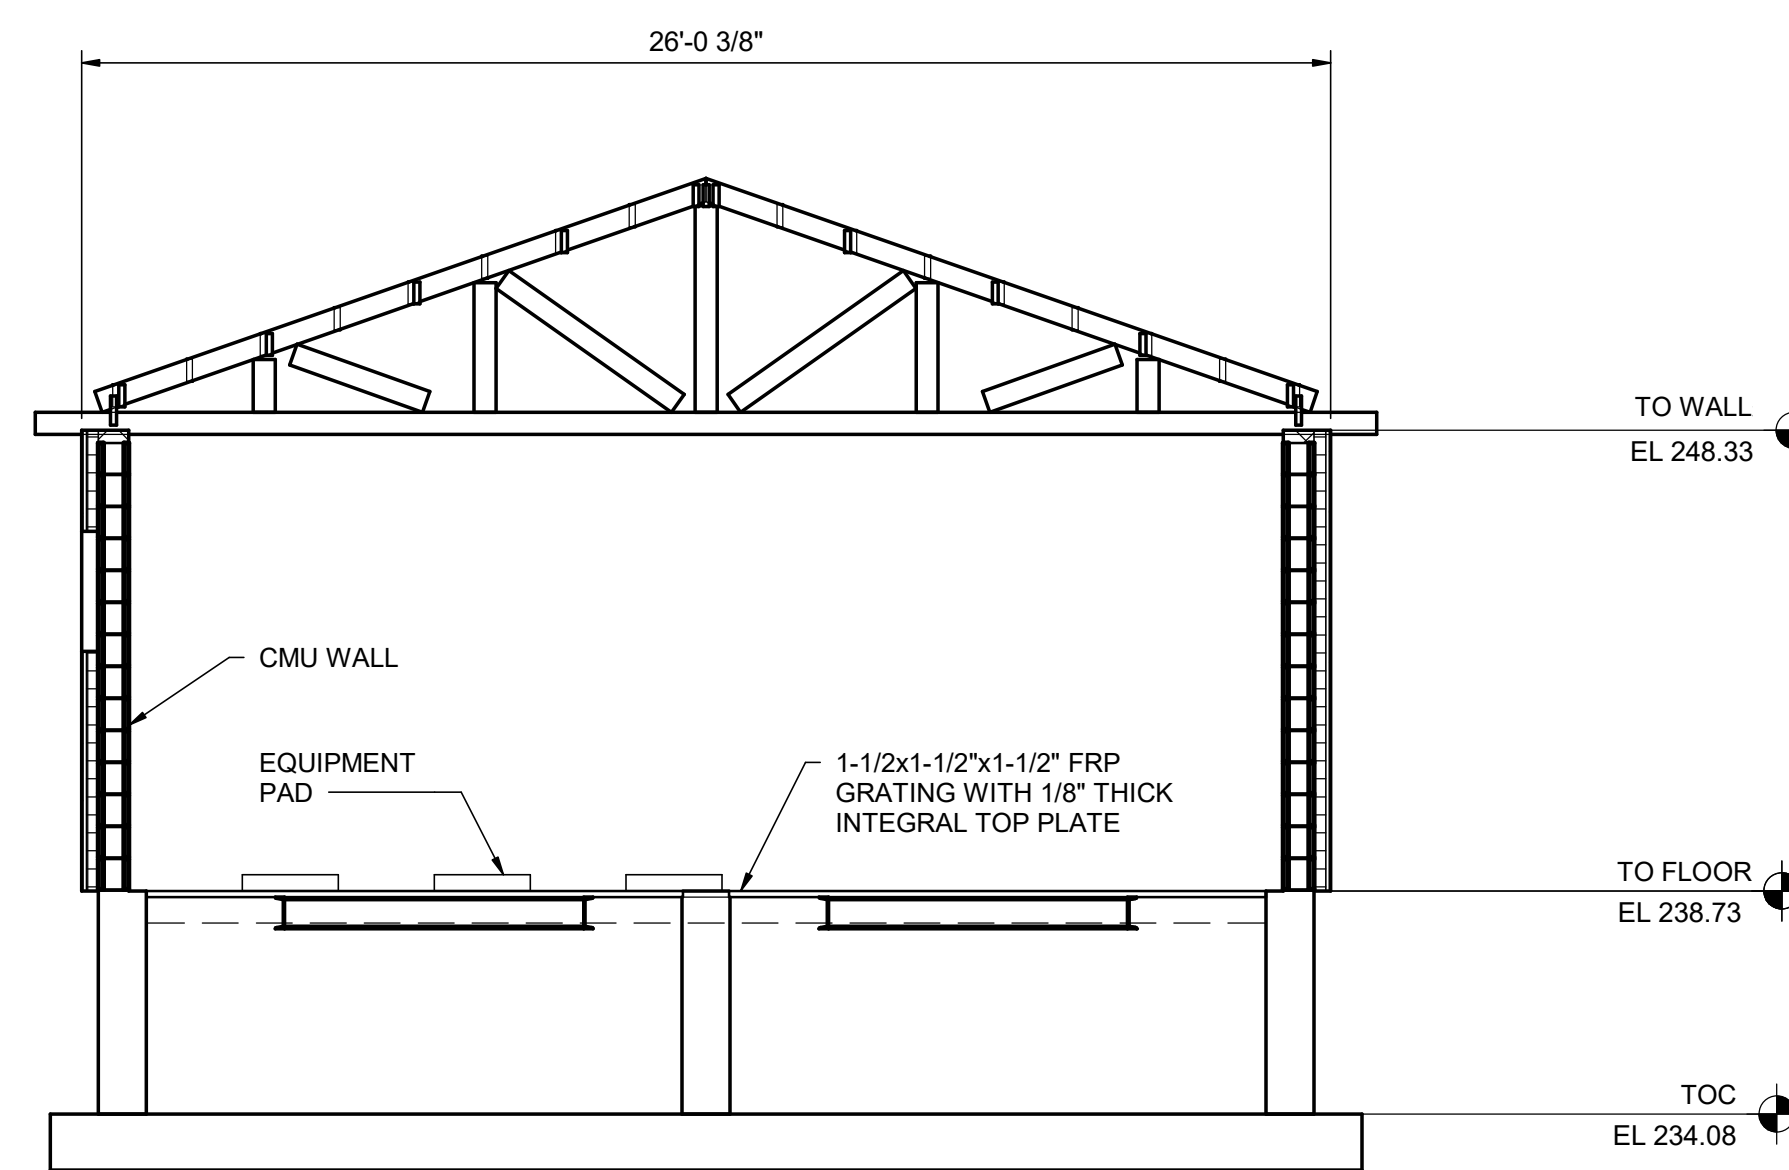 26'-0 3/8"
TO WALL
EL 248.33
CMU WALL
EQUIPMENT
PAD
1-1/2x1-1/2"x1-1/2" FRP
GRATING WITH 1/8" THICK
INTEGRAL TOP PLATE
TO FLOOR
EL 238.73
TOC
EL 234.08